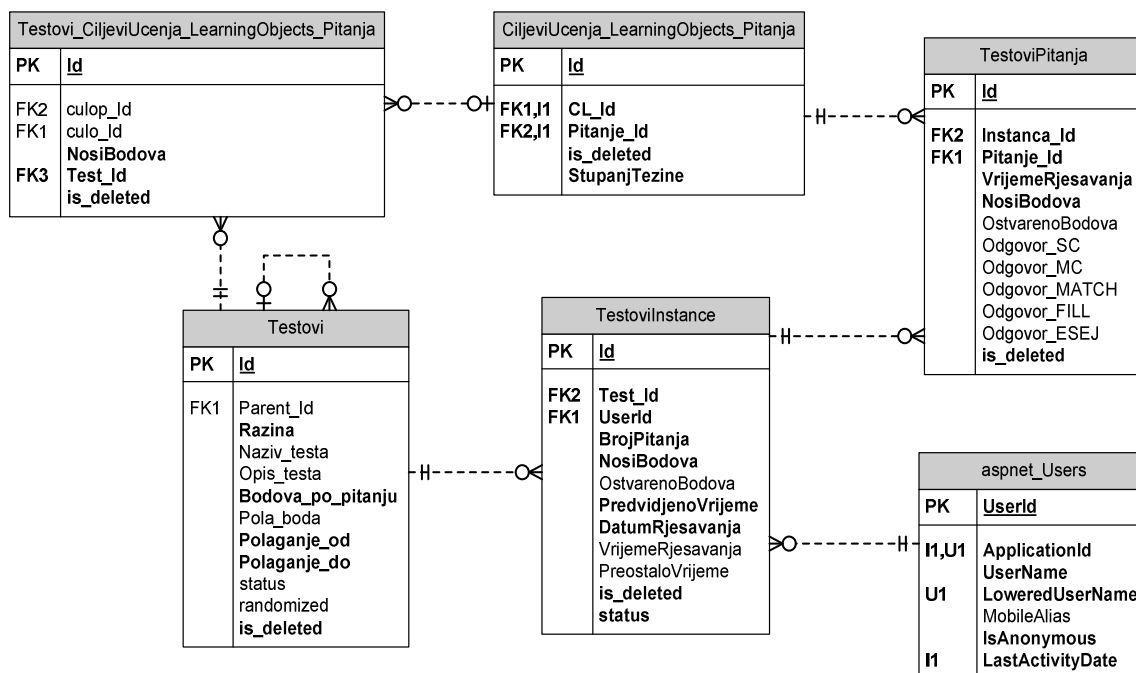 Testovi_CiljeviUcenja_LearningObjects_Pitanja
PK Id
FK2 culop_Id
FK1 culo_Id
NosiBodova
FK3 Test_Id
is_deleted
CiljeviUcenja_LearningObjects_Pitanja
PK Id
FK1,I1 CL_Id
FK2,I1 Pitanje_Id
is_deleted
StupanjTezine
TestoviPitanja
PK Id
FK2 Instanca_Id
FK1 Pitanje_Id
VrijemeRjesavanja
NosiBodova
OstvarenoBodova
Odgovor_SC
Odgovor_MC
Odgovor_MATCH
Odgovor_FILL
Odgovor_ESEJ
is_deleted
Testovi
PK Id
FK1 Parent_Id
Razina
Naziv_testa
Opis_testa
Bodova_po_pitanju
Pola_boda
Polaganje_od
Polaganje_do
status
randomized
is_deleted
TestoviInstance
PK Id
FK2 Test_Id
FK1 UserId
BrojPitanja
NosiBodova
OstvarenoBodova
PredvidjenoVrijeme
DatumRjesavanja
VrijemeRjesavanja
PreostaloVrijeme
is_deleted
status
aspnet_Users
PK UserId
I1,U1 ApplicationId
UserName
U1 LoweredUserName
MobileAlias
IsAnonymous
I1 LastActivityDate